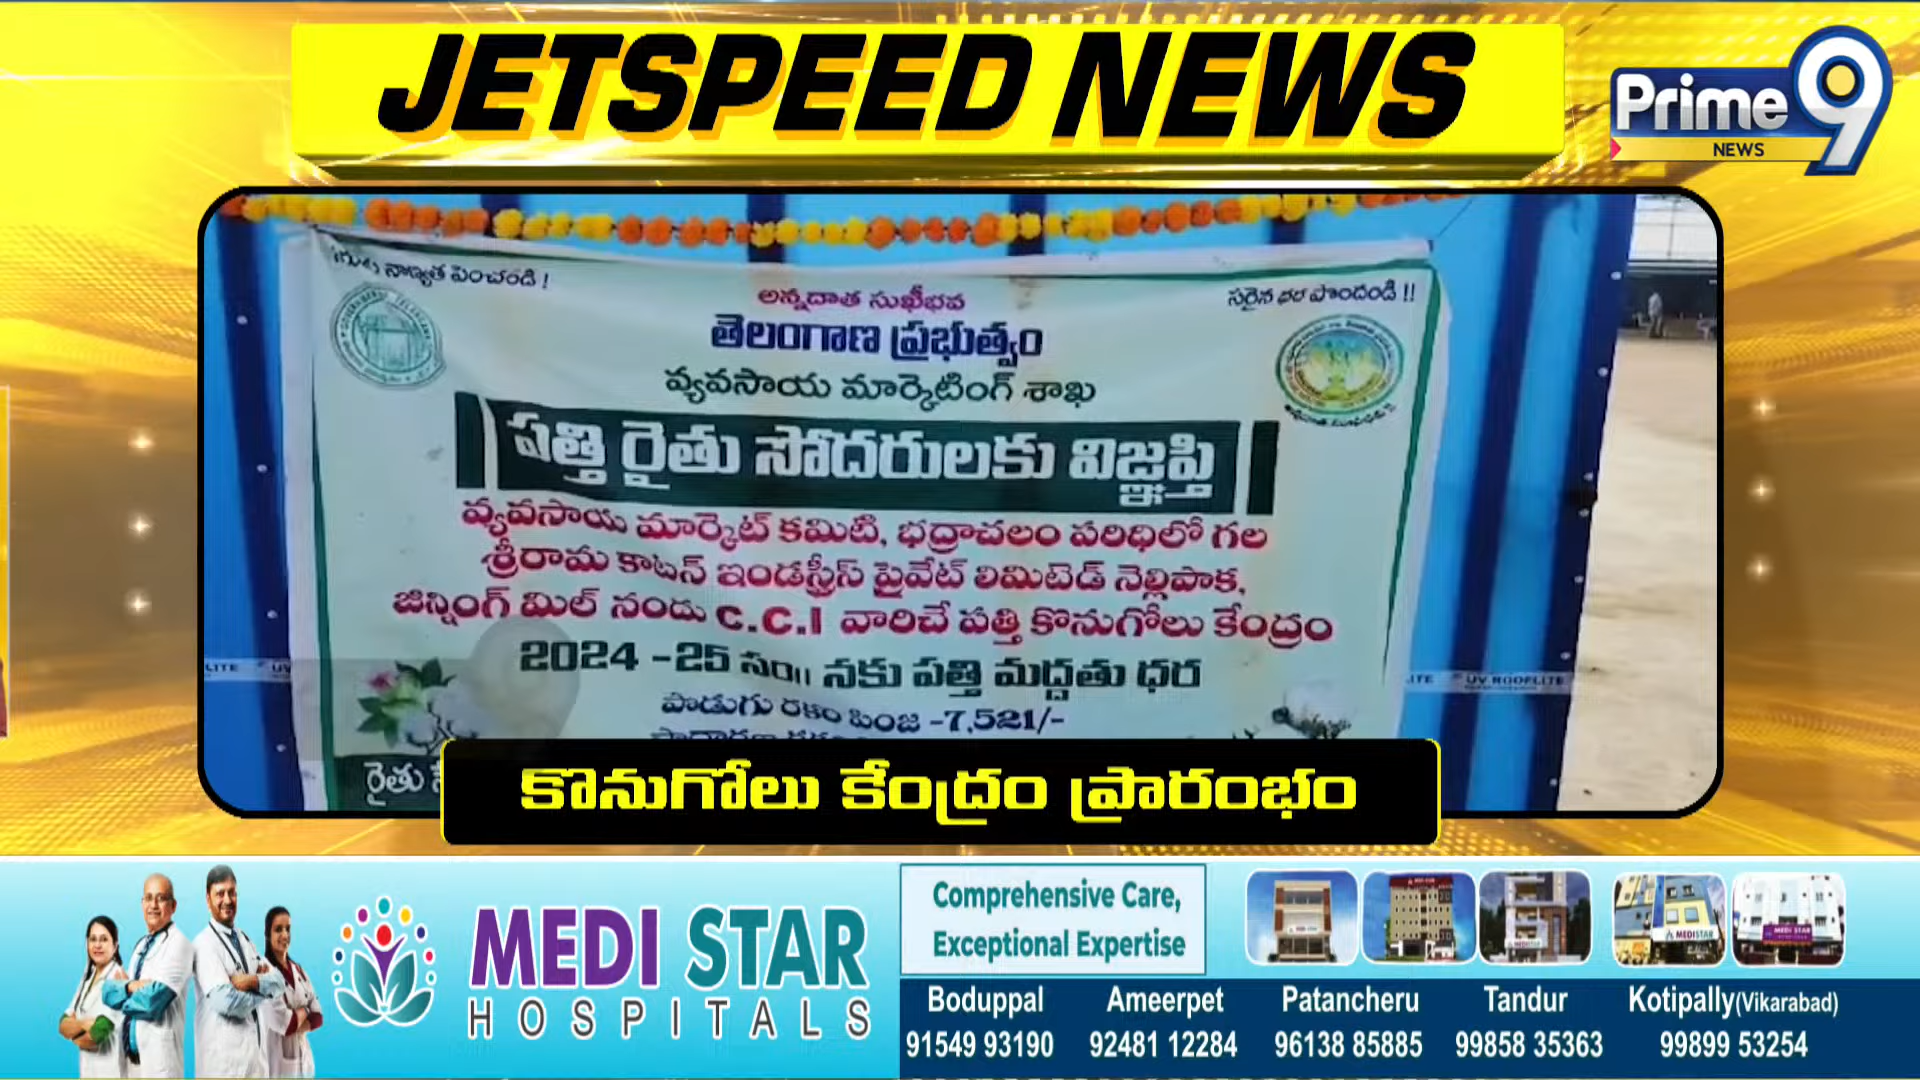 JETSPEED NEWS
Prime9
NEWS
నాణ్యత పెంచండి !
అన్నదాత సుఖీభవ
సరైన ధర పొందండి !!
తెలంగాణ ప్రభుత్వం
వ్యవసాయ మార్కెటింగ్ శాఖ
పత్తి రైతు సోదరులకు విజ్ఞప్తి
వ్యవసాయ మార్కెట్ కమిటి, భద్రాచలం పరిధిలో గల
శ్రీరామ కాటన్ ఇండస్ట్రీస్ ప్రైవేట్ లిమిటెడ్ నెల్లిపాక,
జిన్నింగ్ మిల్ నందు C.C.I వారిచే పత్తి కొనుగోలు కేంద్రం
2024 -25 సం|| నకు పత్తి మద్దతు ధర
పొడుగు రకం పింజ -7,521/-
రైతు
UV ROOFLITE
కొనుగోలు కేంద్రం ప్రారంభం
MEDI STAR
HOSPITALS
Comprehensive Care,
Exceptional Expertise
Boduppal Ameerpet Patancheru Tandur Kotipally(Vikarabad)
91549 93190 92481 12284 96138 85885 99858 35363 99899 53254